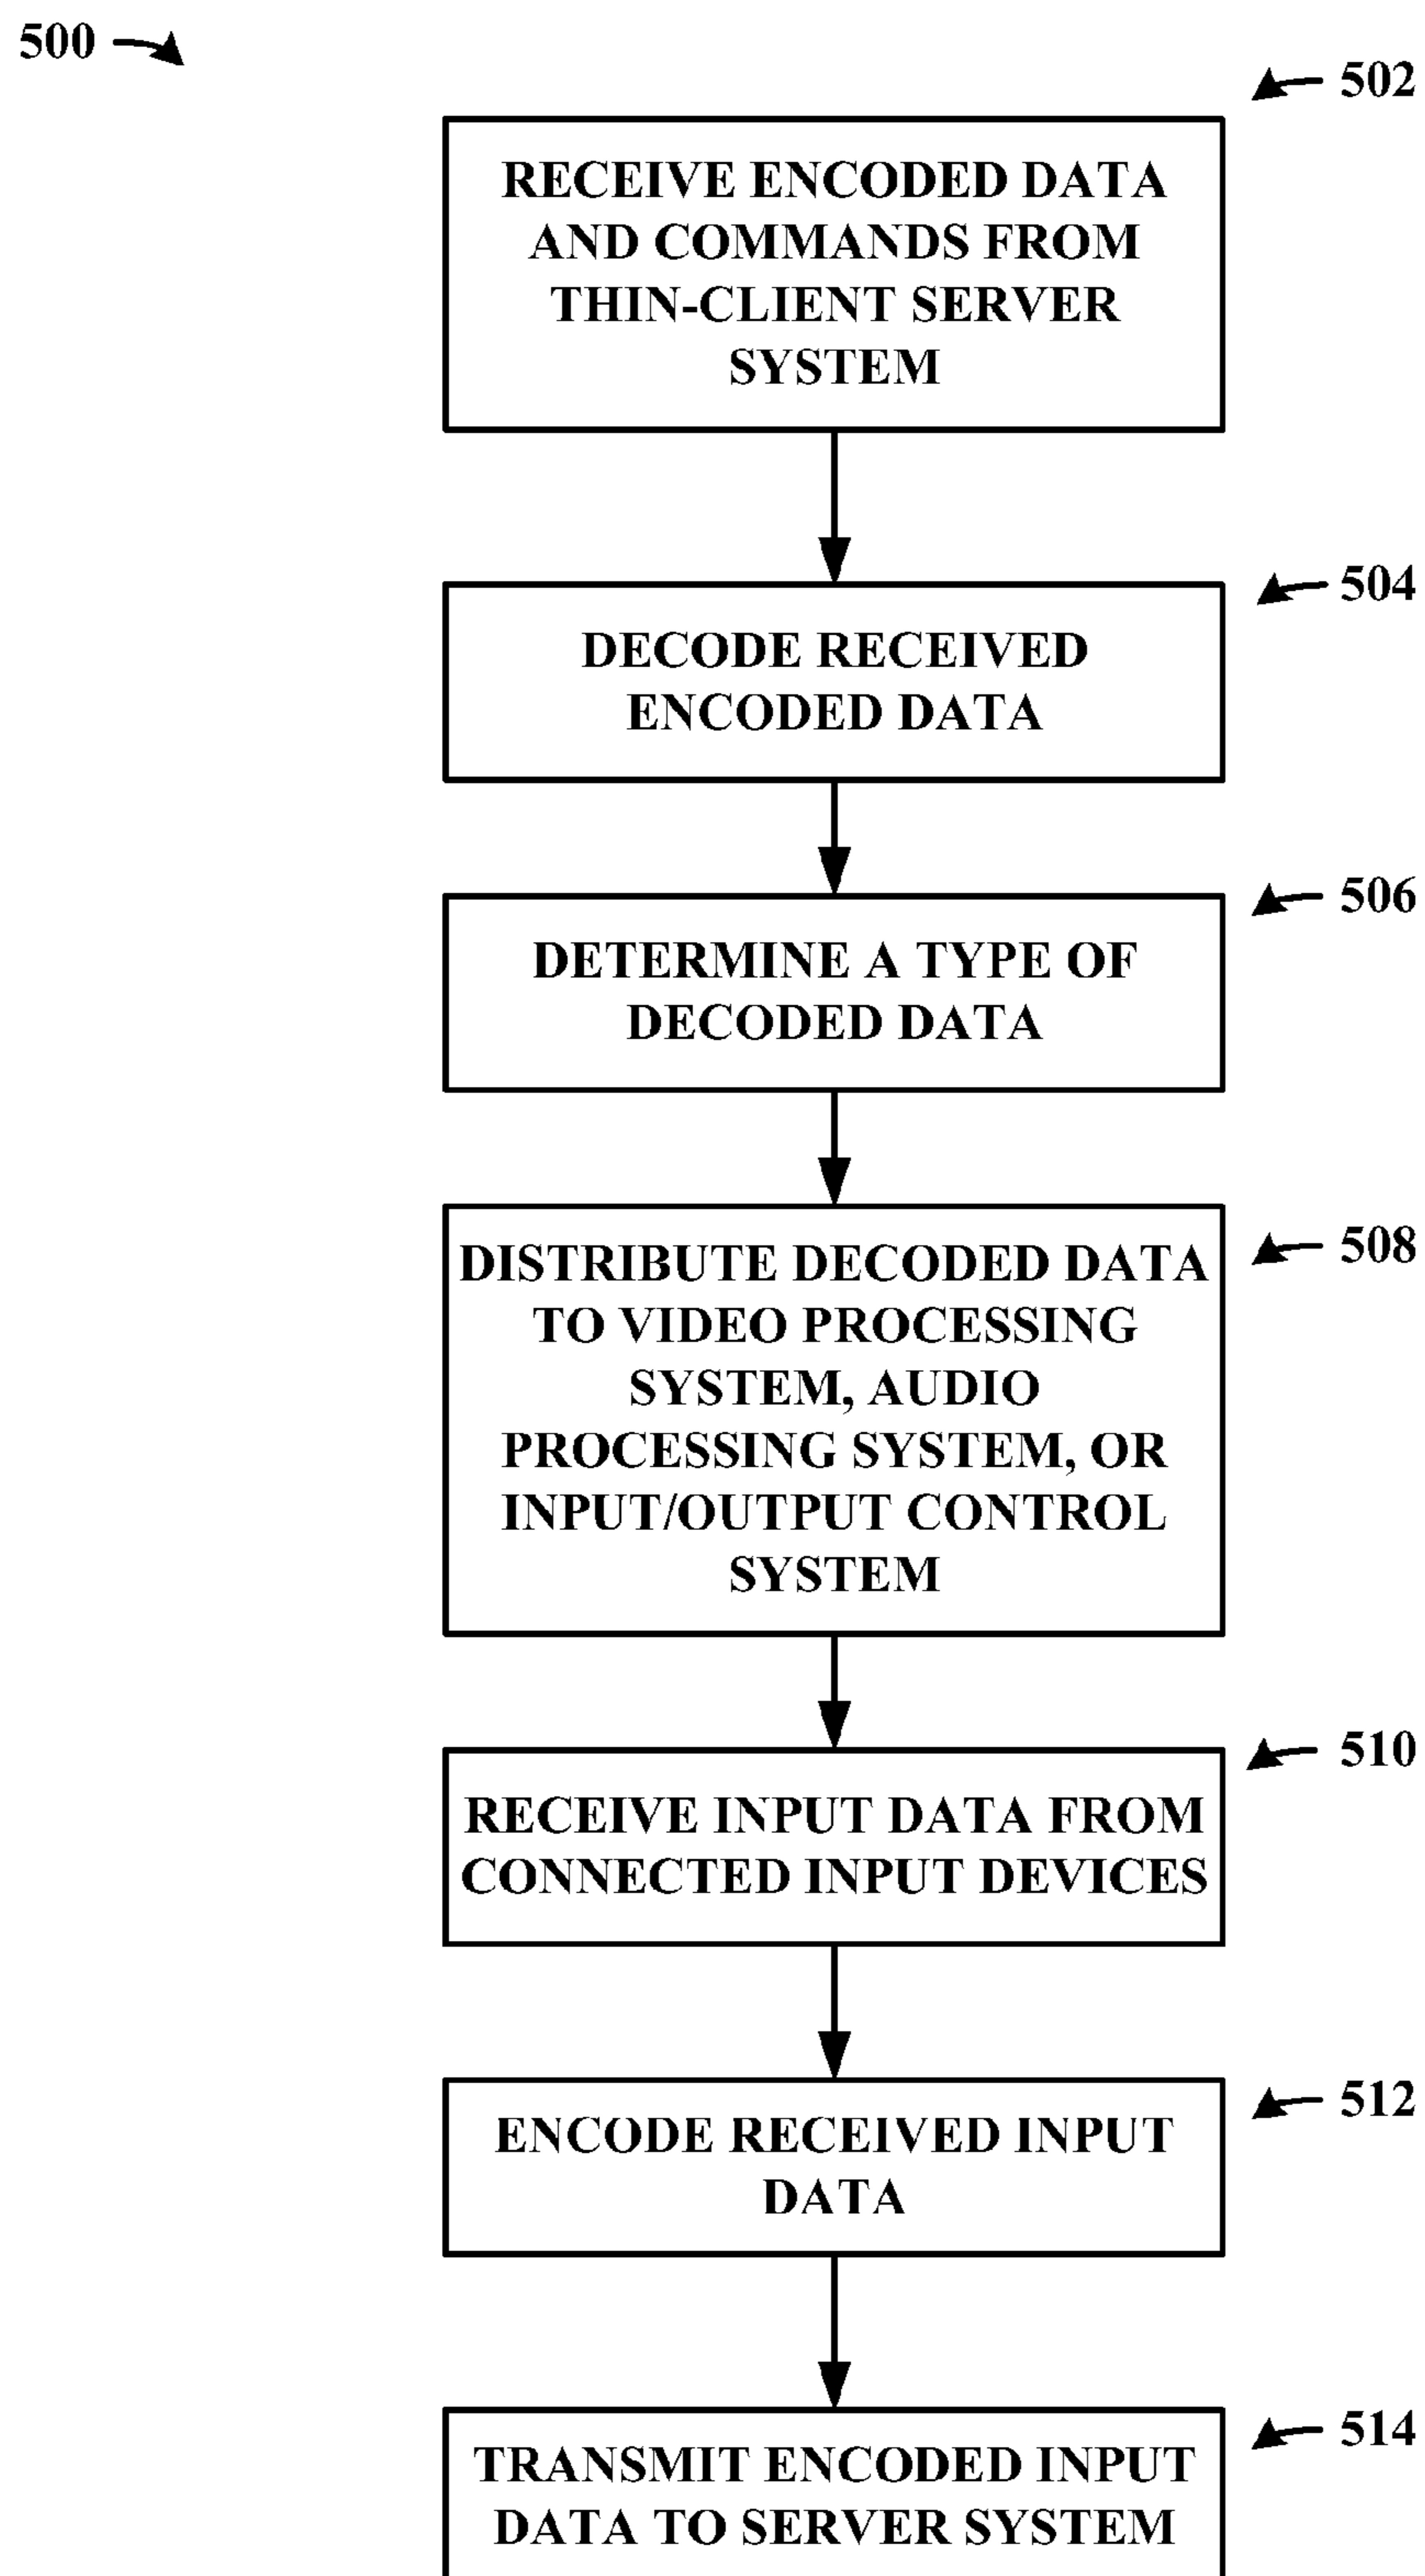 500
502
RECEIVE ENCODED DATA
AND COMMANDS FROM
THIN-CLIENT SERVER
SYSTEM
504
DECODE RECEIVED
ENCODED DATA
506
DETERMINE A TYPE OF
DECODED DATA
508
DISTRIBUTE DECODED DATA
TO VIDEO PROCESSING
SYSTEM, AUDIO
PROCESSING SYSTEM, OR
INPUT/OUTPUT CONTROL
SYSTEM
510
RECEIVE INPUT DATA FROM
CONNECTED INPUT DEVICES
512
ENCODE RECEIVED INPUT
DATA
514
TRANSMIT ENCODED INPUT
DATA TO SERVER SYSTEM